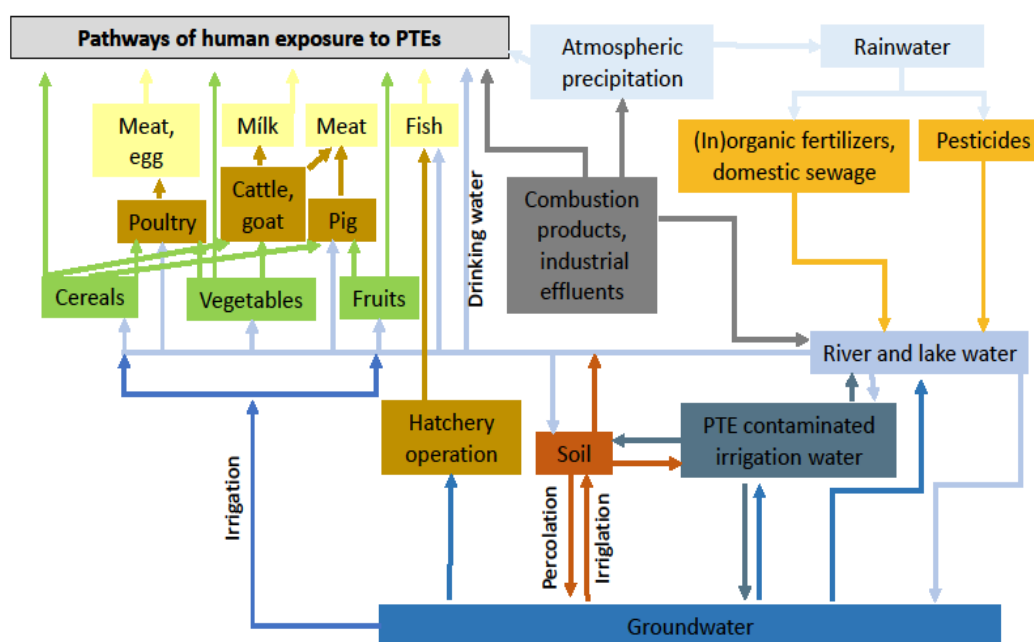 Pathways of human exposure to PTEs
Atmospheric
precipitation
Rainwater
Meat,
egg
Mílk
Meat
Fish
(In)organic fertilizers,
domestic sewage
Pesticides
Cattle,
goat
Poultry
Pig
Drinking water
Combustion
products,
industrial
effluents
Cereals
Vegetables
Fruits
River and lake water
Hatchery
operation
Soil
PTE contaminated
irrigation water
Irrigation
Percolation
Irriglation
Groundwater